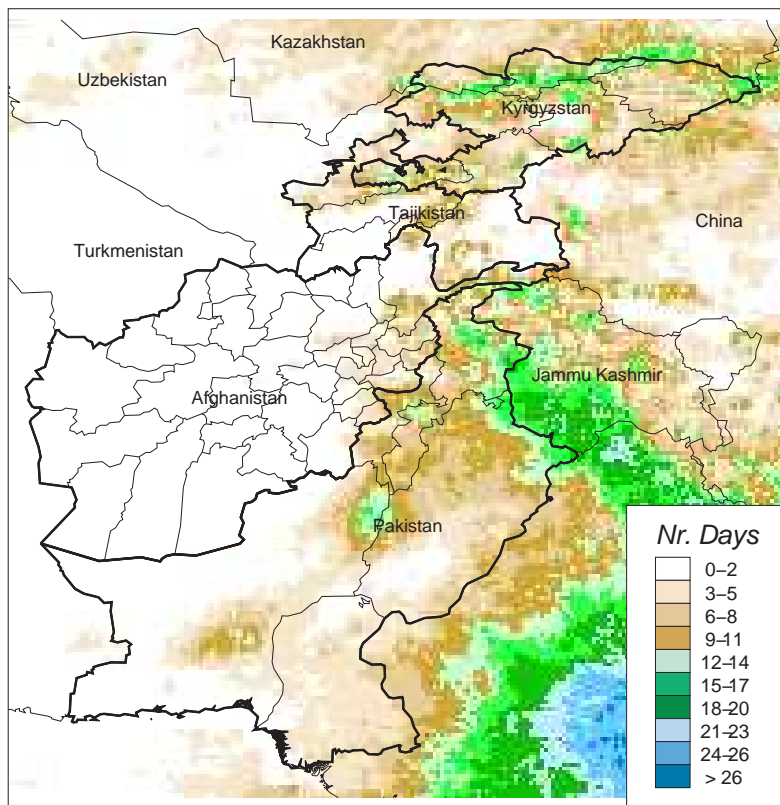 Kazakhstan
Uzbekistan
Kyrgyzstan
Tajikistan
China
Turkmenistan
Jammu Kashmir
Afghanistan
Pakistan
Nr. Days
0–2
3–5
6–8
9–11
12–14
15–17
18–20
21–23
24–26
> 26